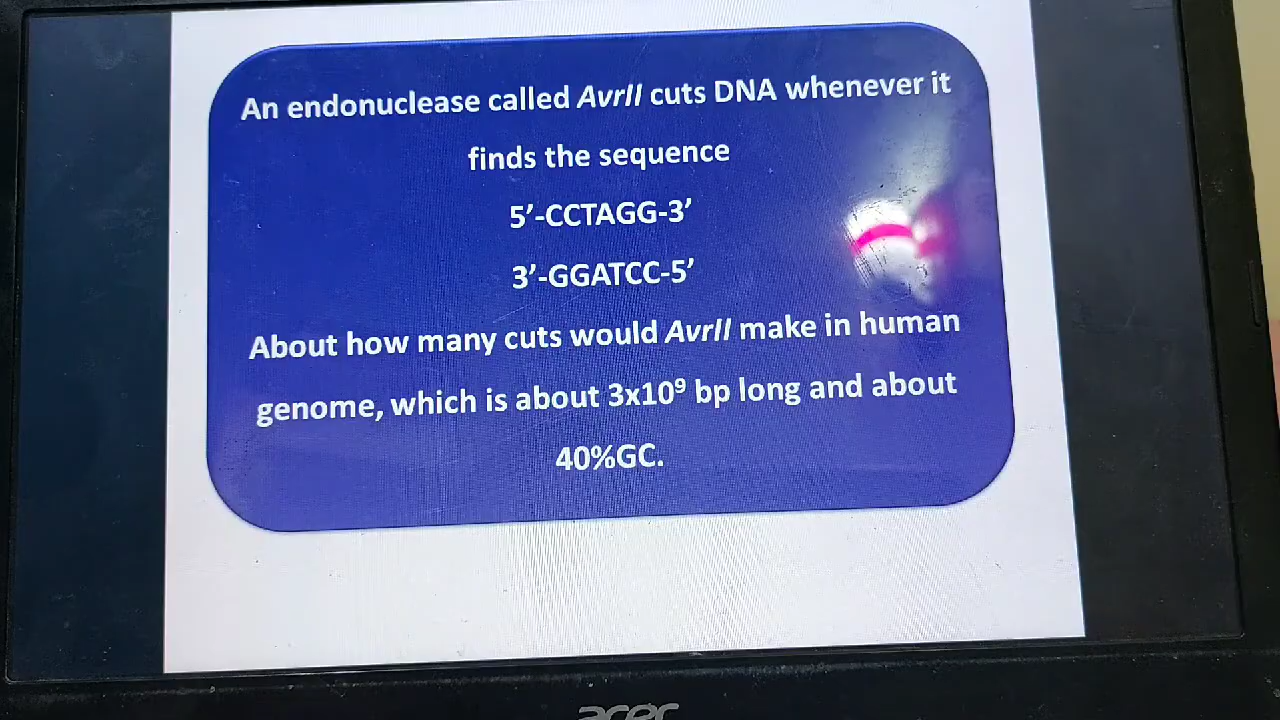 An endonuclease called AvrII cuts DNA whenever it
finds the sequence
5’-CCTAGG-3’
3’-GGATCC-5’
About how many cuts would AvrII make in human
genome, which is about 3x10⁹ bp long and about
40%GC.
acer